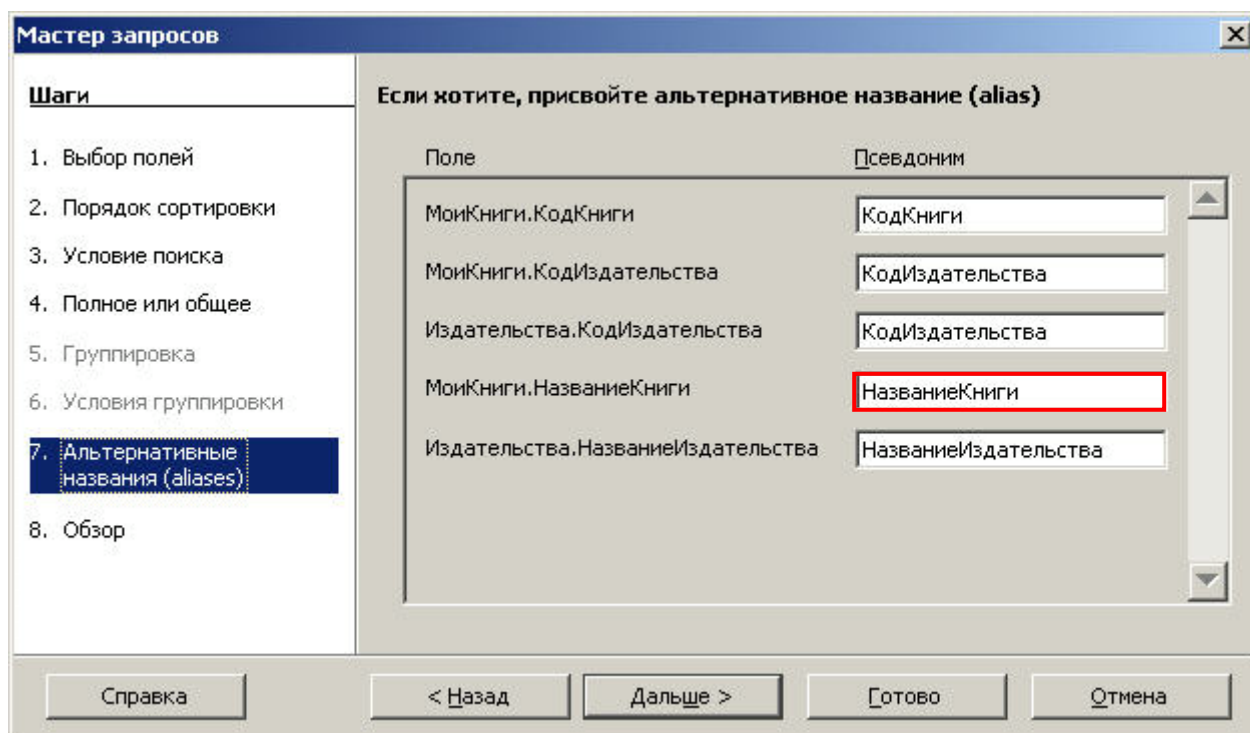 Мастер запросов
Шаги
1. Выбор полей
2. Порядок сортировки
3. Условие поиска
4. Полное или общее
5. Группировка
6. Условия группировки
7. Альтернативные
названия (aliases)
8. Обзор
Если хотите, присвойте альтернативное название (alias)
Поле Псевдоним
МоиКниги.КодКниги КодКниги
МоиКниги.КодИздательства КодИздательства
Издательства.КодИздательства КодИздательства
МоиКниги.НазваниеКниги НазваниеКниги
Издательства.НазваниеИздательства НазваниеИздательства
Справка < Назад Дальше > Готово Отмена